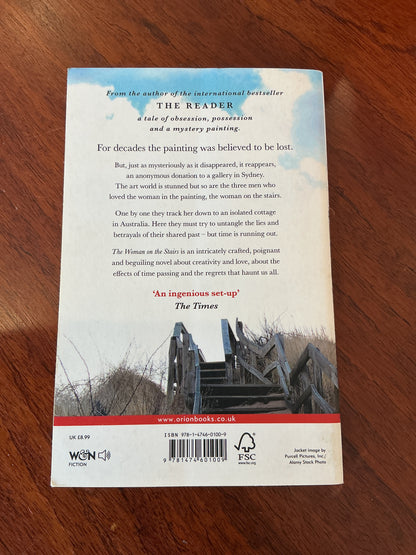 From the author of the international bestseller
THE READER
a tale of obsession, possession
and a mystery painting.
For decades the painting was believed to be lost.
But, just as mysteriously as it disappeared, it reappears,
an anonymous donation to a gallery in Sydney.
The art world is stunned but so are the three men who
loved the woman in the painting, the woman on the stairs.
One by one they track her down to an isolated cottage
in Australia. Here they must try to untangle the lies and
betrayals of their shared past – but time is running out.
The Woman on the Stairs is an intricately crafted, poignant
and beguiling novel about creativity and love, about the
effects of time passing and the regrets that haunt us all.
‘An ingenious set-up’
The Times
www.orionbooks.co.uk
UK £8.99
W&N
FICTION
ISBN 978-1-4746-0100-9
9 781474 601009
FSC
www.fsc.org
Jacket image by
Purcell Pictures, Inc./
Alamy Stock Photo